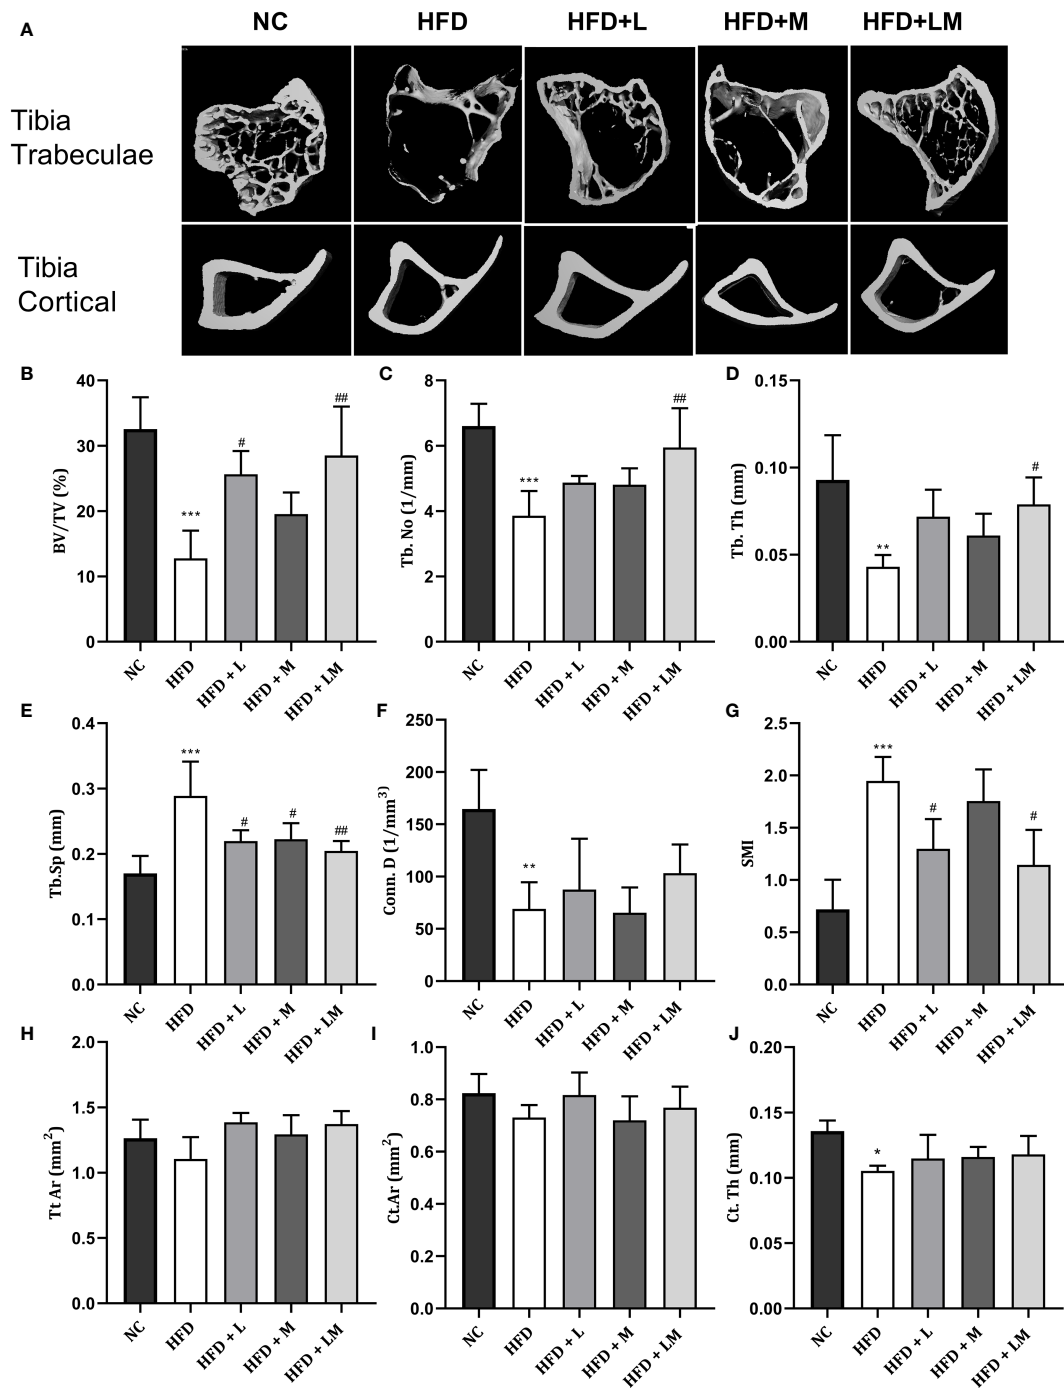 A
NC HFD HFD+L HFD+M HFD+LM
Tibia
Trabeculae
Tibia
Cortical
B
BV/TV (%)
40
30
20
10
0
***
#
##
NC HFD HFD + L HFD + M HFD + LM
C
Tb. No (1/mm)
8
6
4
2
0
***
##
NC HFD HFD + L HFD + M HFD + LM
D
Tb. Th (mm)
0.15
0.10
0.05
0.00
**
#
NC HFD HFD + L HFD + M HFD + LM
E
Tb.Sp (mm)
0.4
0.3
0.2
0.1
0.0
***
#
#
##
NC HFD HFD + L HFD + M HFD + LM
F
Conn. D (1/mm³)
250
200
150
100
50
0
**
NC HFD HFD + L HFD + M HFD + LM
G
SMI
2.5
2.0
1.5
1.0
0.5
0.0
***
#
#
NC HFD HFD + L HFD + M HFD + LM
H
Tt Ar (mm²)
2.0
1.5
1.0
0.5
0.0
NC HFD HFD + L HFD + M HFD + LM
I
Ct.Ar (mm²)
1.0
0.8
0.6
0.4
0.2
0.0
NC HFD HFD + L HFD + M HFD + LM
J
Ct. Th (mm)
0.20
0.15
0.10
0.05
0.00
*
NC HFD HFD + L HFD + M HFD + LM